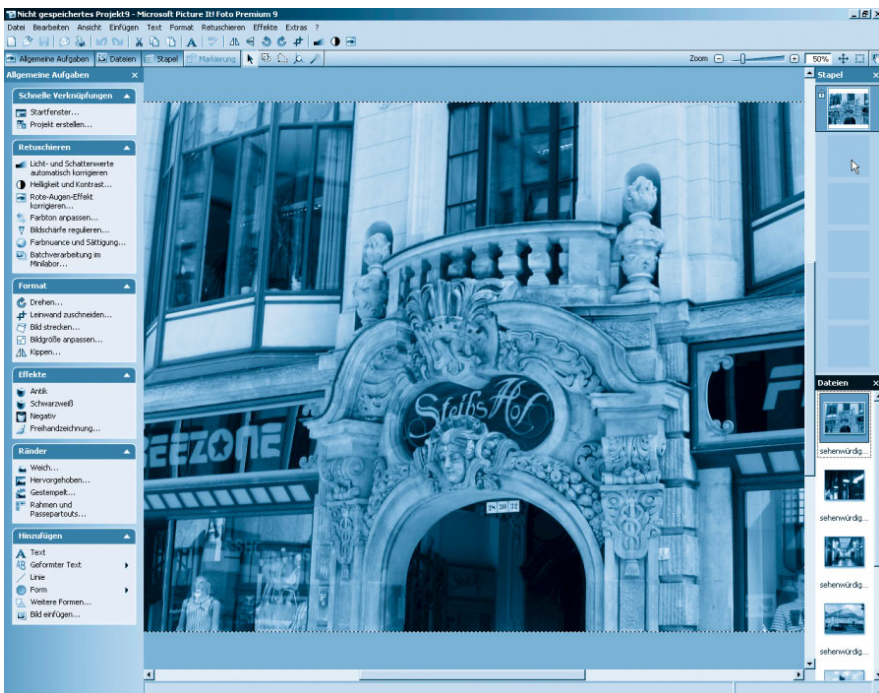 Nicht gespeichertes Projekt9 - Microsoft Picture It! Foto Premium 9
Datei Bearbeiten Ansicht Einfügen Text Format Retuschieren Effekte Extras ?
Allgemeine Aufgaben Dateien Stapel Markierung Zoom 50%
Allgemeine Aufgaben
Schnelle Verknüpfungen
Startfenster...
Projekt erstellen...
Retuschieren
Licht- und Schattenwerte
automatisch korrigieren
Helligkeit und Kontrast...
Rote-Augen-Effekt
korrigieren...
Farbton anpassen...
Bildschärfe regulieren...
Farbnuance und Sättigung...
Batchverarbeitung im
Minilabor...
Format
Drehen...
Leinwand zuschneiden...
Bild strecken...
Bildgröße anpassen...
Kippen...
Effekte
Antik
Schwarzweiß
Negativ
Freihandzeichnung...
Ränder
Weich...
Hervorgehoben...
Gestempelt...
Rahmen und
Passepartouts...
Hinzufügen
Text
Geformter Text
Linie
Form
Weitere Formen...
Bild einfügen...
Steibs Hof
EEZONE
28 30 32
F
Stapel
Dateien
sehenwürdig...
sehenwürdig...
sehenwürdig...
sehenwürdig...